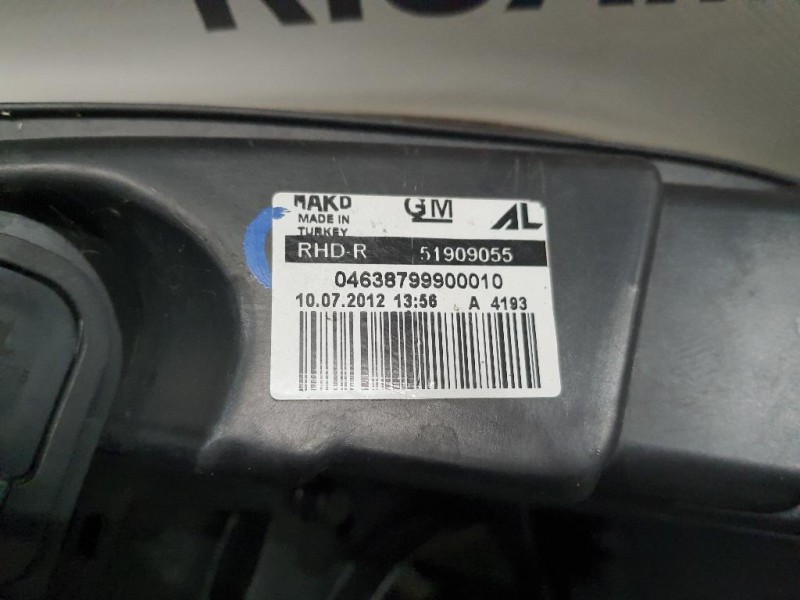 MAKO GM AL
MADE IN
TURKEY
RHD-R 51909055
04638799900010
10.07.2012 13:56 A 4193